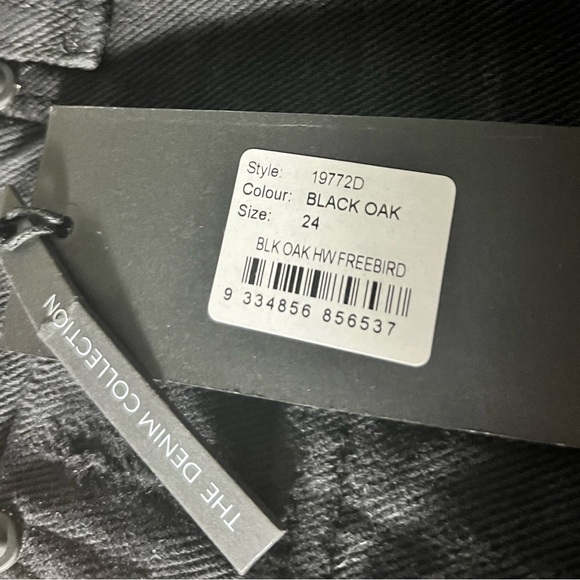 Style: 19772D
Colour: BLACK OAK
Size: 24
BLK OAK HW FREEBIRD
9 334856 856537
THE DENIM COLLECTION